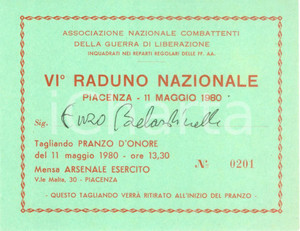 ASSOCIAZIONE NAZIONALE COMBATTENTI
DELLA GUERRA DI LIBERAZIONE
INQUADRATI NEI REPARTI REGOLARI DELLE FF. AA.
VI° RADUNO NAZIONALE
PIACENZA - 11 MAGGIO 1980
Sig. Enzo
Tagliando PRANZO D'ONORE
del 11 maggio 1980 - ore 13,30
Mensa ARSENALE ESERCITO
V.le Malta, 30 - PIACENZA
N° 0201
- QUESTO TAGLIANDO VERRÀ RITIRATO ALL'INIZIO DEL PRANZO -